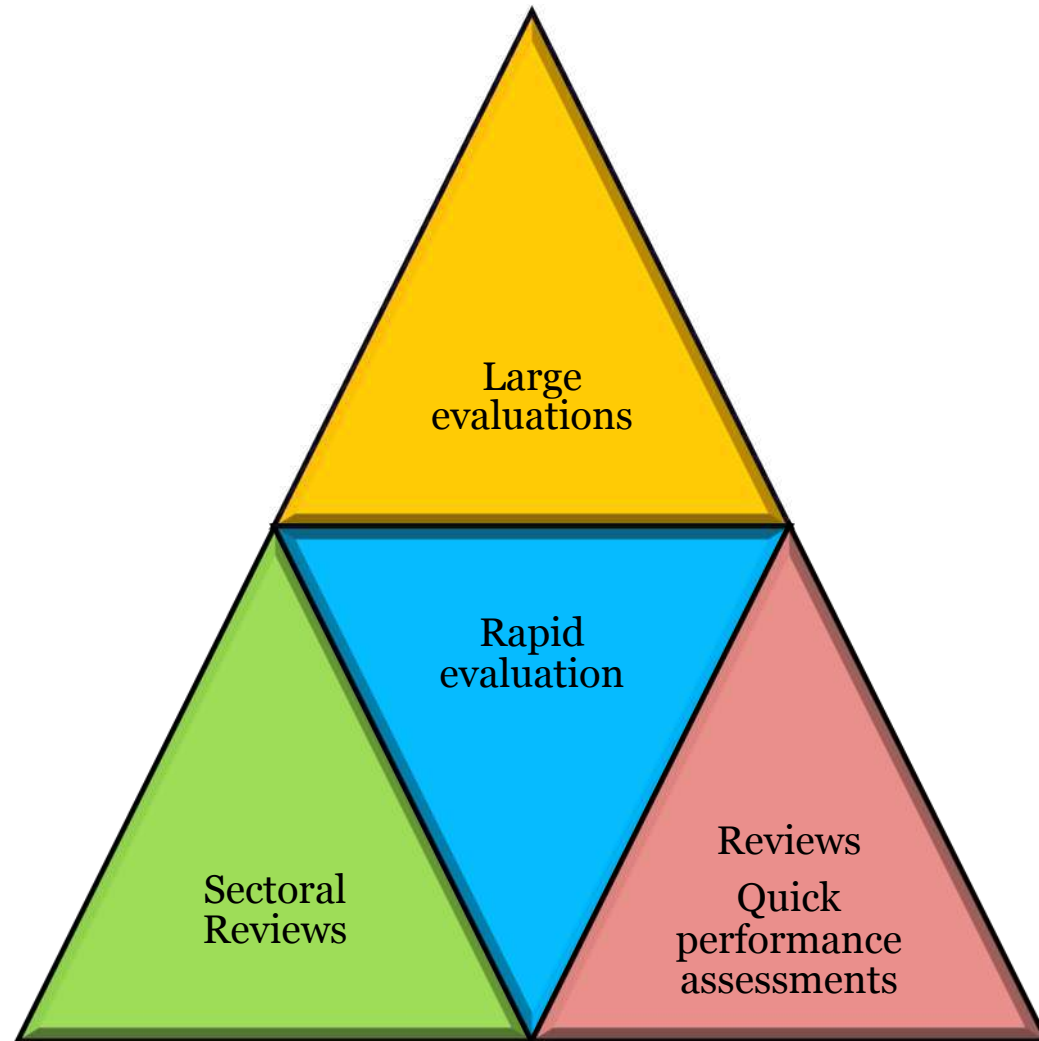 Large
evaluations
Rapid
evaluation
Sectoral
Reviews
Reviews
Quick
performance
assessments